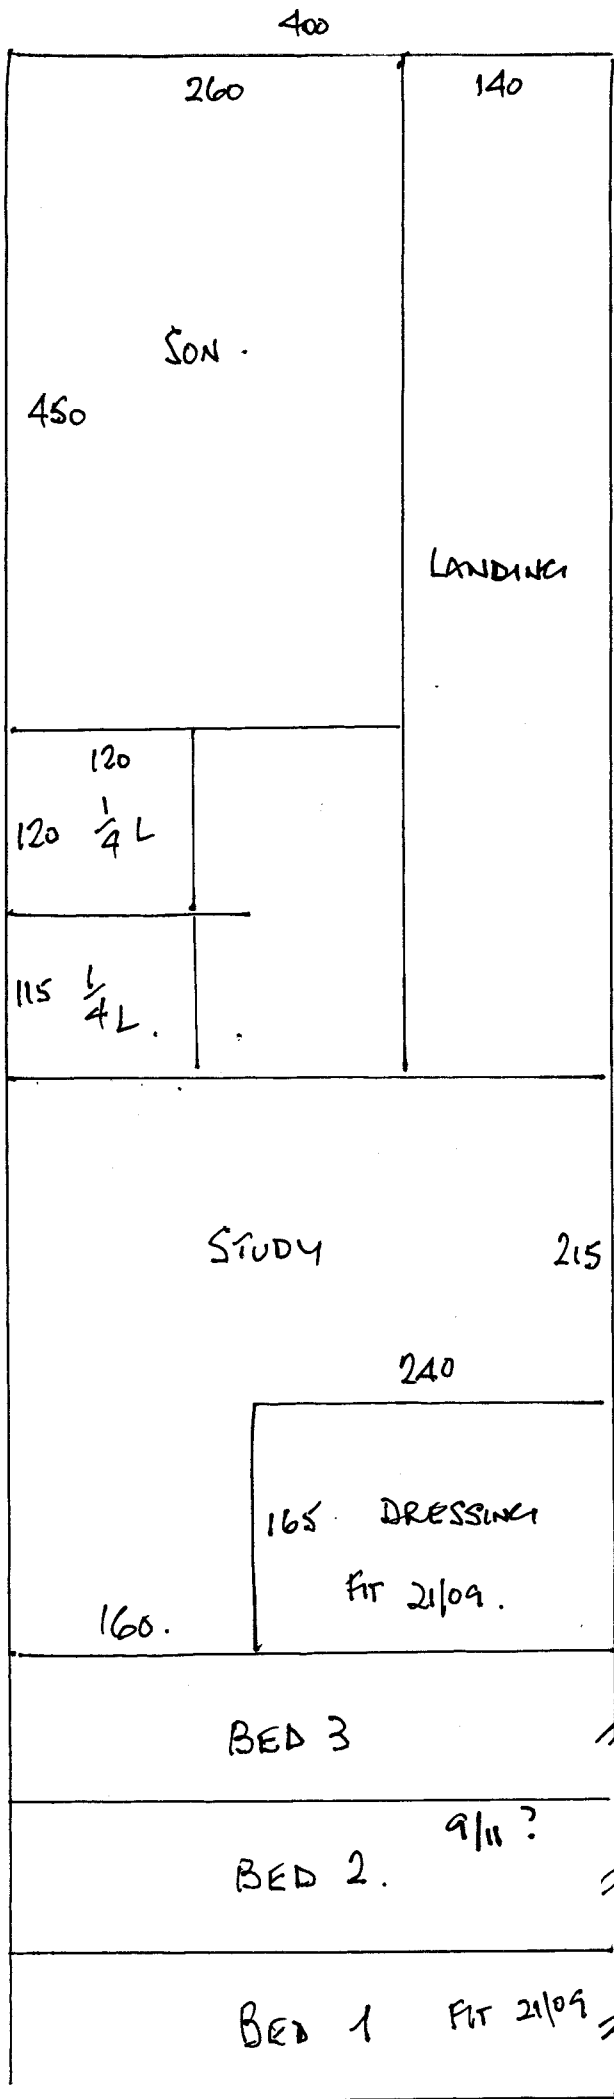 400
260 140
SON.
450
LANDING
120
120 1/4 L
115 1/4 L.
STUDY 215
240
165. DRESSING
FIT 21/09.
160.
BED 3
9/11?
BED 2.
BED 1 FIT 21/09